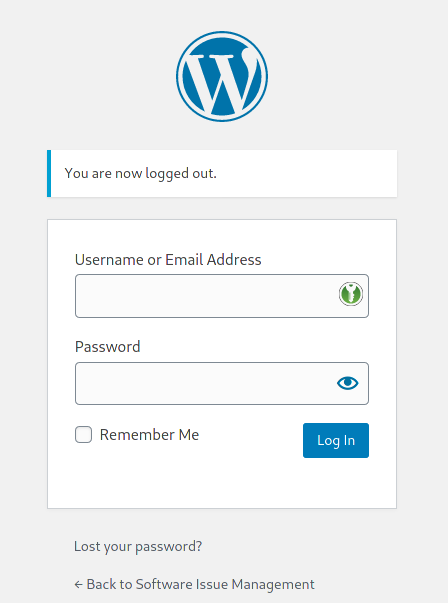 You are now logged out.
Username or Email Address
Password
Remember Me
Log In
Lost your password?
← Back to Software Issue Management